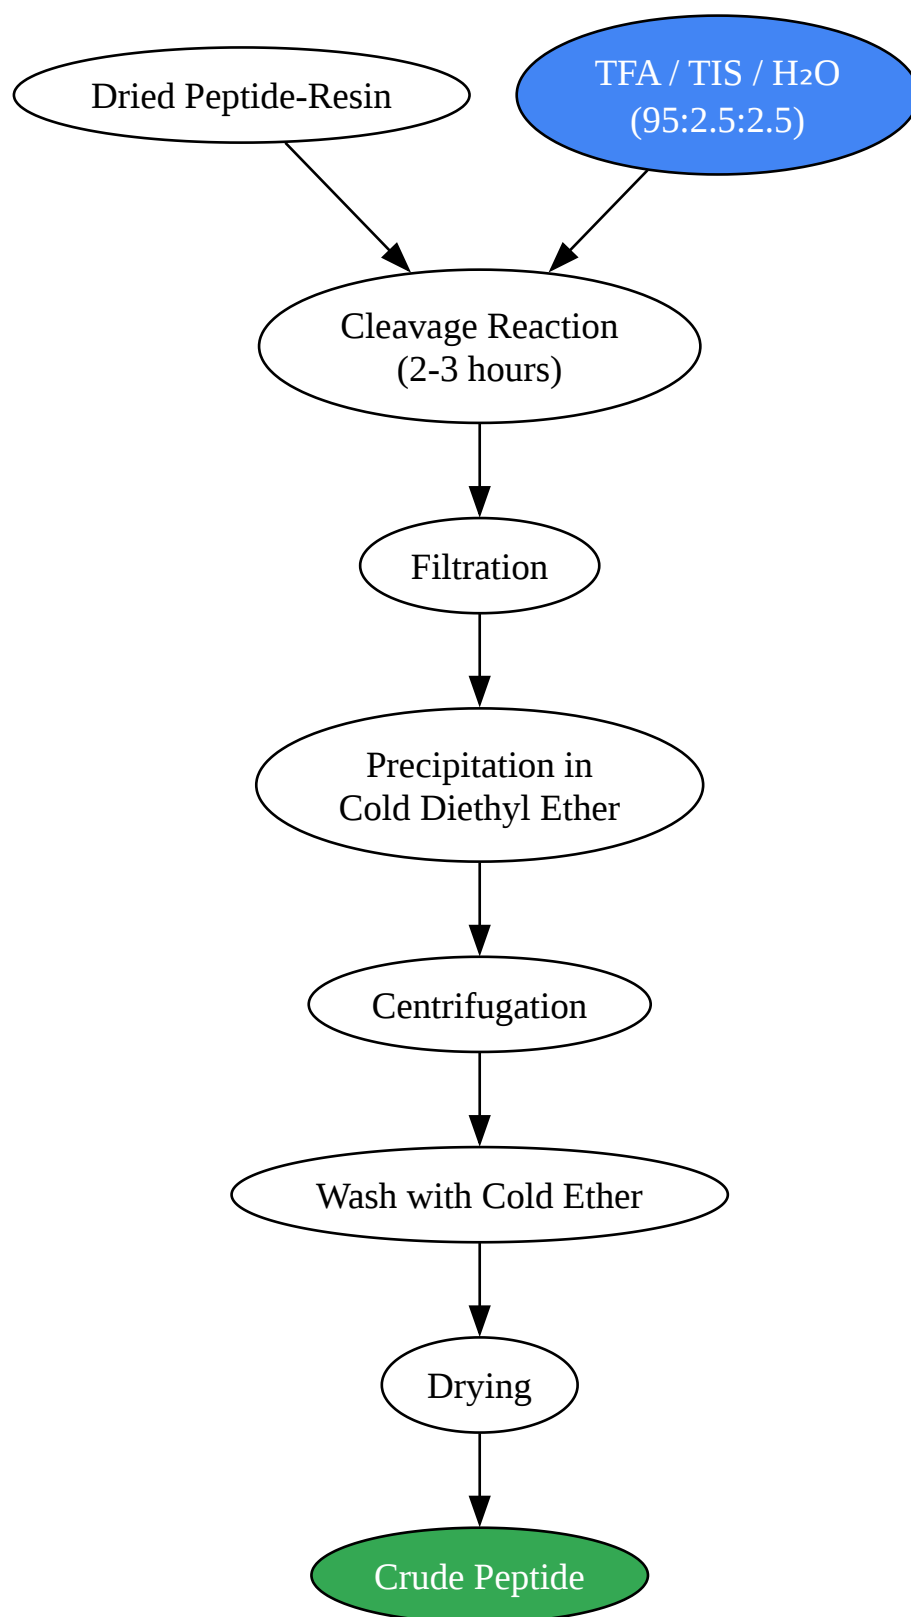 Dried Peptide-Resin
TFA / TIS / H₂O
(95:2.5:2.5)
Cleavage Reaction
(2-3 hours)
Filtration
Precipitation in
Cold Diethyl Ether
Centrifugation
Wash with Cold Ether
Drying
Crude Peptide